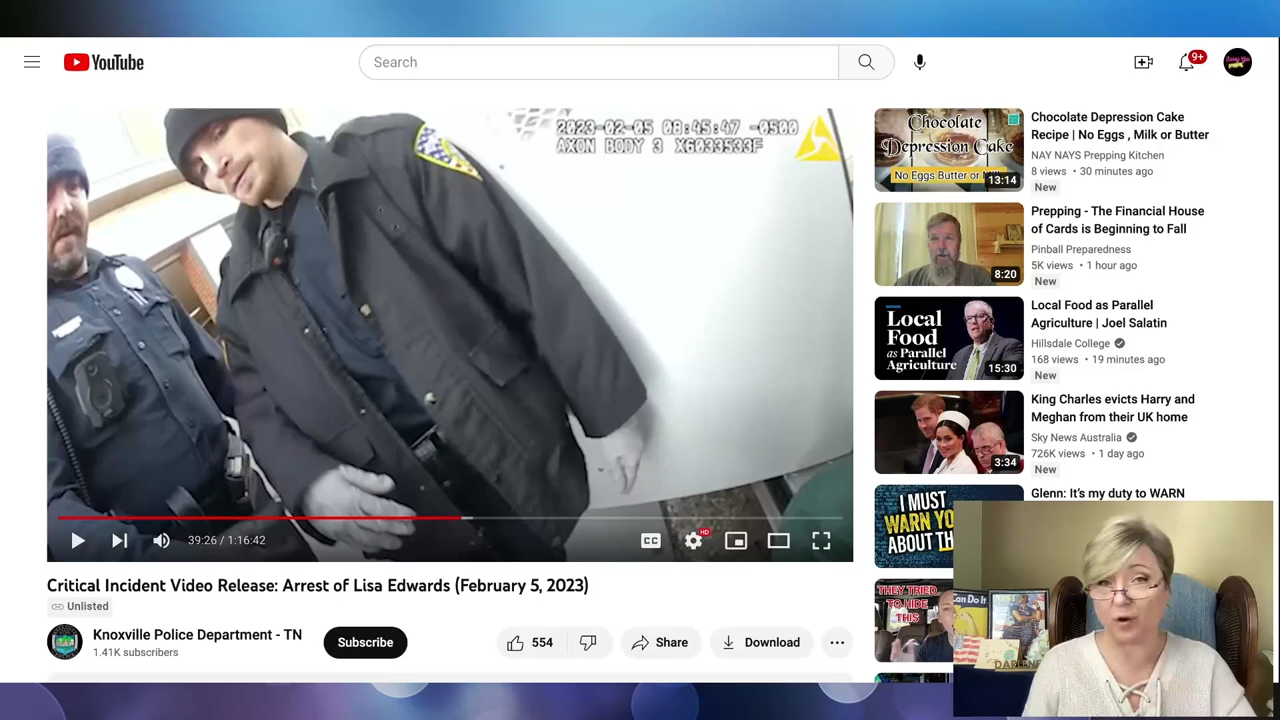 YouTube
Search
9+
2023-02-05 08:45:47 -0500
AXON BODY 3 X6033533F
39:26 / 1:16:42
CC
HD
Critical Incident Video Release: Arrest of Lisa Edwards (February 5, 2023)
Unlisted
Knoxville Police Department - TN
1.41K subscribers
Subscribe
554
Share
Download
Chocolate
Depression Cake
No Eggs Butter or
13:14
Chocolate Depression Cake
Recipe | No Eggs , Milk or Butter
NAY NAYS Prepping Kitchen
8 views • 30 minutes ago
New
8:20
Prepping - The Financial House
of Cards is Beginning to Fall
Pinball Preparedness
5K views • 1 hour ago
New
Local
Food
as Parallel
Agriculture
15:30
Local Food as Parallel
Agriculture | Joel Salatin
Hillsdale College
168 views • 19 minutes ago
New
3:34
King Charles evicts Harry and
Meghan from their UK home
Sky News Australia
726K views • 1 day ago
New
I MUST
WARN YO
ABOUT TH
Glenn: It's my duty to WARN
THEY TRIED
TO HIDE
THIS
Can Do It
DARLENE